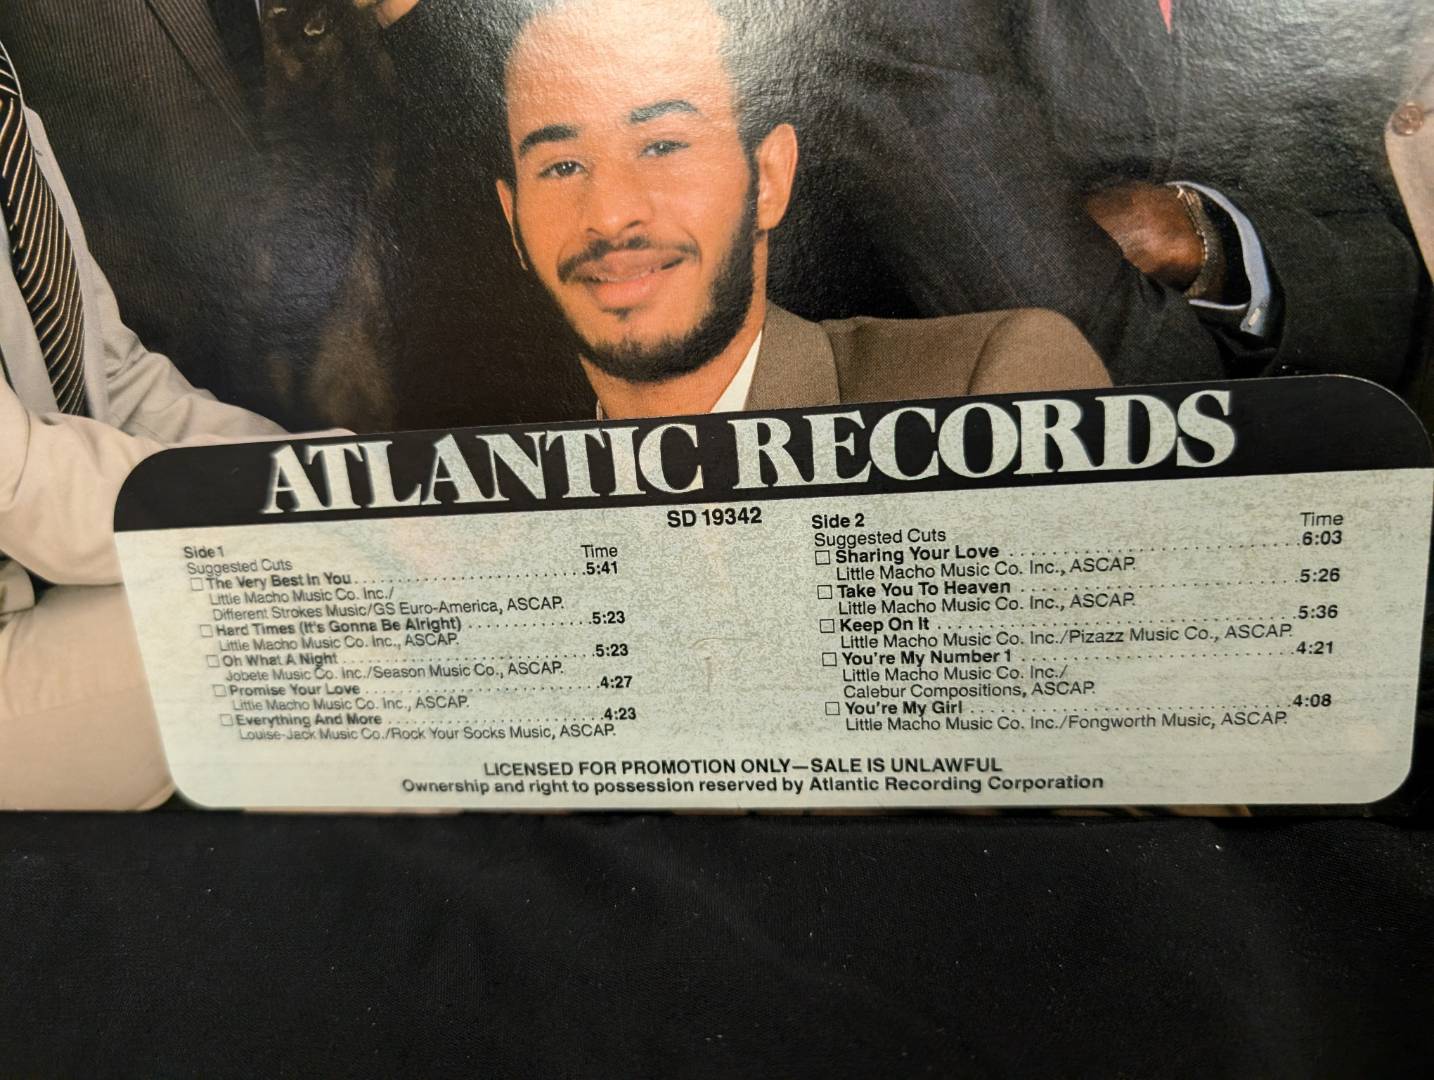 ATLANTIC RECORDS
SD 19342
Side 1
Suggested Cuts Time
☐ The Very Best In You. . . . . . . . . . . . . . . . . . . . . . . . . .5:41
Little Macho Music Co. Inc./
Different Strokes Music/GS Euro-America, ASCAP.
☐ Hard Times (It's Gonna Be Alright) . . . . . . . . . . . . . .5:23
Little Macho Music Co. Inc., ASCAP.
☐ Oh What A Night . . . . . . . . . . . . . . . . . . . . . . . . . . . . .5:23
Jobete Music Co. Inc./Season Music Co., ASCAP.
☐ Promise Your Love . . . . . . . . . . . . . . . . . . . . . . . . . . .4:27
Little Macho Music Co. Inc., ASCAP.
☐ Everything And More . . . . . . . . . . . . . . . . . . . . . . . . .4:23
Louise-Jack Music Co./Rock Your Socks Music, ASCAP.
Side 2
Suggested Cuts Time
☐ Sharing Your Love . . . . . . . . . . . . . . . . . . . . . . . . . . .6:03
Little Macho Music Co. Inc., ASCAP.
☐ Take You To Heaven . . . . . . . . . . . . . . . . . . . . . . . . . .5:26
Little Macho Music Co. Inc., ASCAP.
☐ Keep On It . . . . . . . . . . . . . . . . . . . . . . . . . . . . . . . . .5:36
Little Macho Music Co. Inc./Pizazz Music Co., ASCAP.
☐ You're My Number 1 . . . . . . . . . . . . . . . . . . . . . . . . .4:21
Little Macho Music Co. Inc./
Calebur Compositions, ASCAP.
☐ You're My Girl . . . . . . . . . . . . . . . . . . . . . . . . . . . . . .4:08
Little Macho Music Co. Inc./Fongworth Music, ASCAP.
LICENSED FOR PROMOTION ONLY—SALE IS UNLAWFUL
Ownership and right to possession reserved by Atlantic Recording Corporation